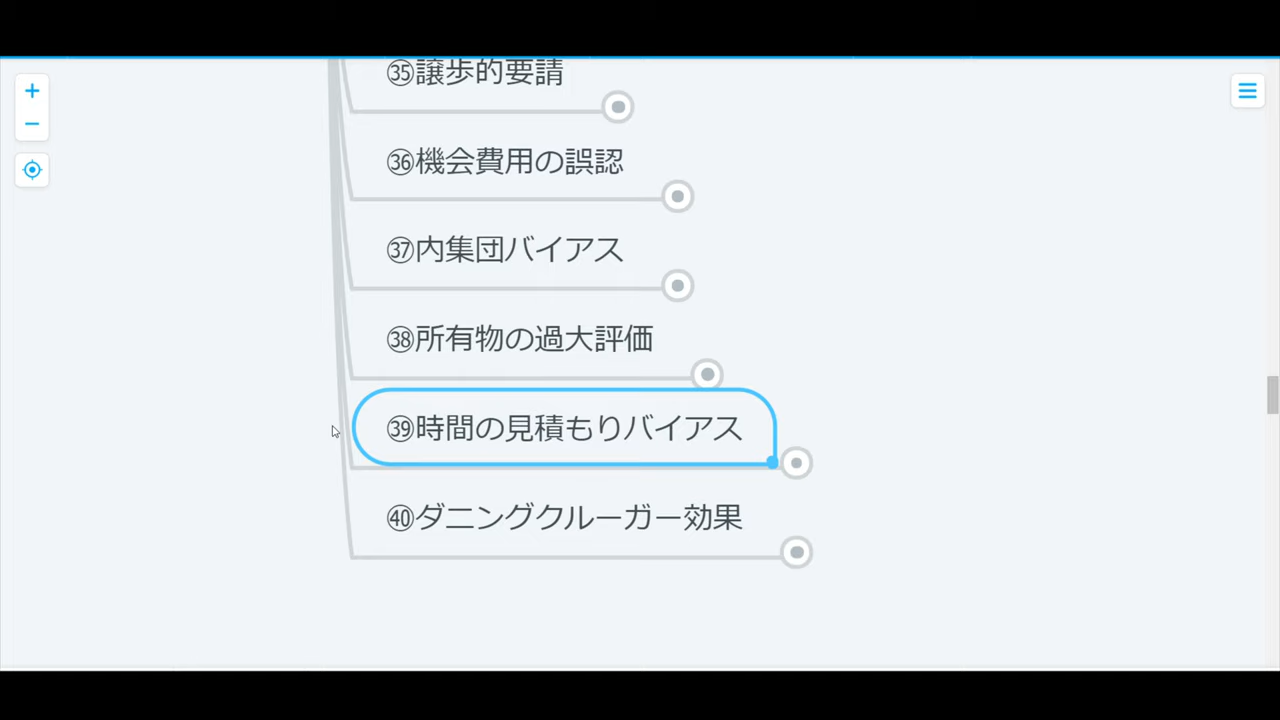 ㉟譲歩的要請
㊱機会費用の誤認
㊲内集団バイアス
㊳所有物の過大評価
㊴時間の見積もりバイアス
㊵ダニングクルーガー効果